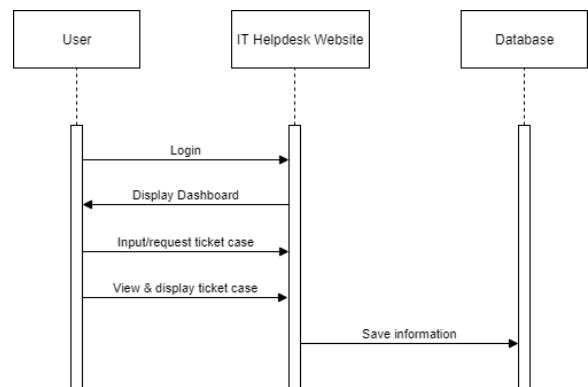 User
IT Helpdesk Website
Database
Login
Display Dashboard
Input/request ticket case
View & display ticket case
Save information